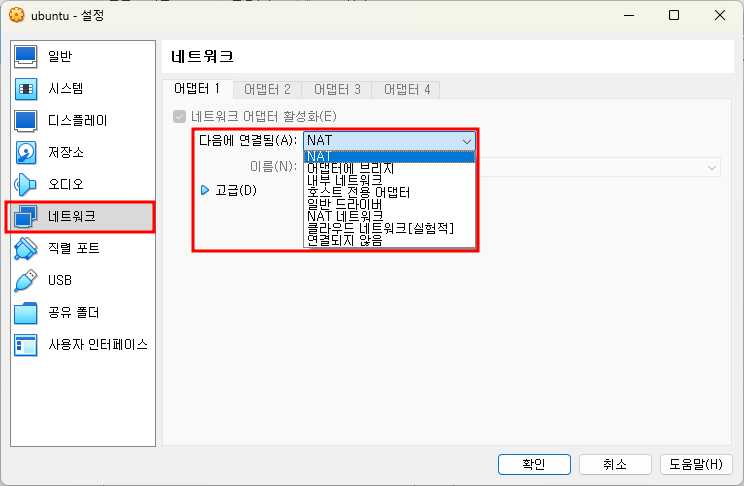 ubuntu - 설정
일반
시스템
디스플레이
저장소
오디오
네트워크
직렬 포트
USB
공유 폴더
사용자 인터페이스
네트워크
어댑터 1 어댑터 2 어댑터 3 어댑터 4
네트워크 어댑터 활성화(E)
다음에 연결됨(A): NAT
이름(N):
고급(D)
NAT
어댑터에 브리지
내부 네트워크
호스트 전용 어댑터
일반 드라이버
NAT 네트워크
클라우드 네트워크[실험적]
연결되지 않음
확인 취소 도움말(H)